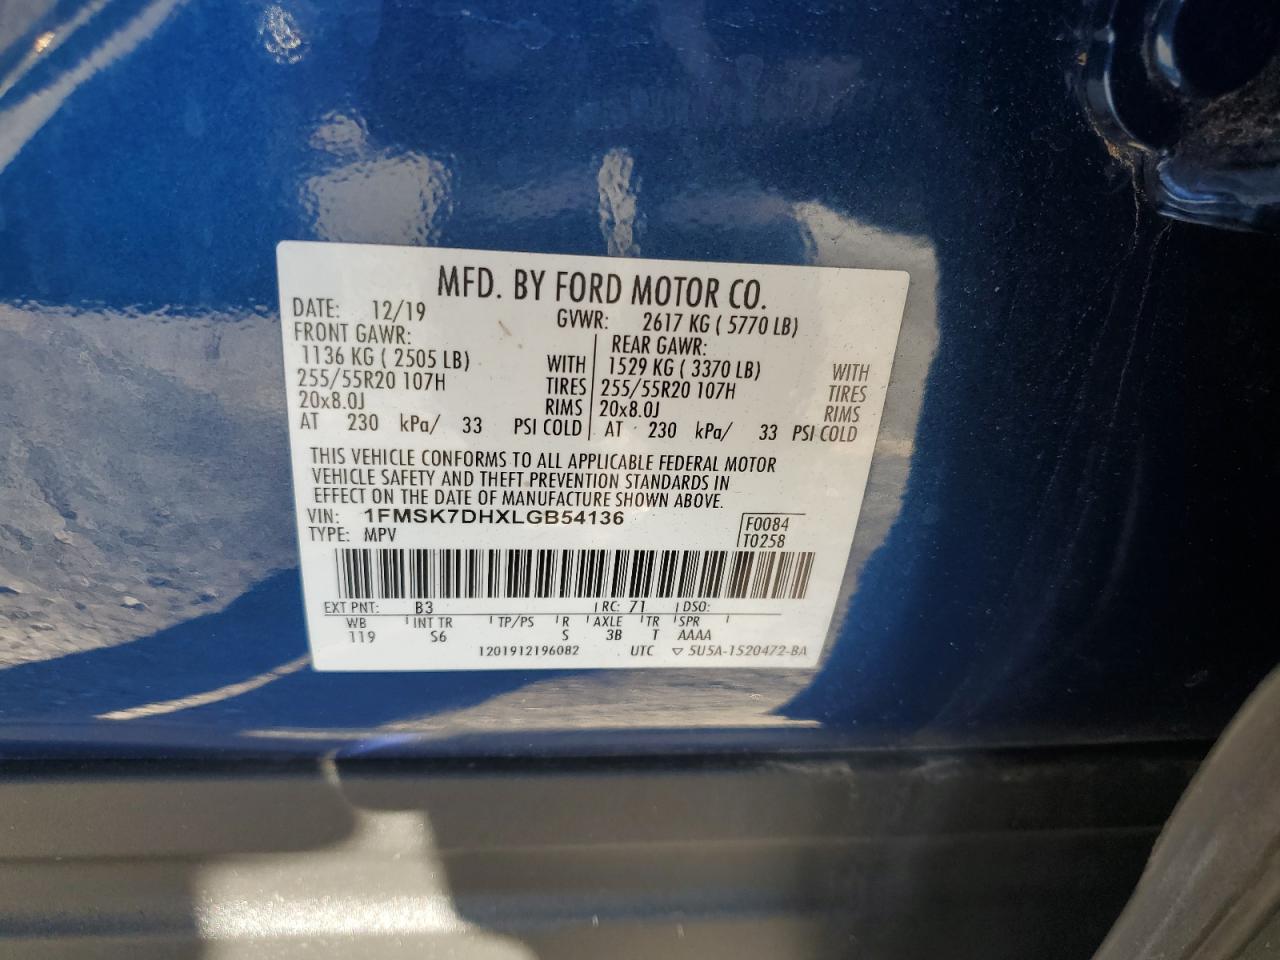 MFD. BY FORD MOTOR CO.
DATE: 12/19 GVWR: 2617 KG ( 5770 LB)
FRONT GAWR: REAR GAWR:
1136 KG ( 2505 LB) WITH 1529 KG ( 3370 LB) WITH
255/55R20 107H TIRES 255/55R20 107H TIRES
20x8.0J RIMS 20x8.0J RIMS
AT 230 kPa/ 33 PSI COLD AT 230 kPa/ 33 PSI COLD
THIS VEHICLE CONFORMS TO ALL APPLICABLE FEDERAL MOTOR
VEHICLE SAFETY AND THEFT PREVENTION STANDARDS IN
EFFECT ON THE DATE OF MANUFACTURE SHOWN ABOVE.
VIN: 1FMSK7DHXLGB54136 F0084
TYPE: MPV T0258
EXT PNT: B3 RC: 71 DSO:
WB INT TR TP/PS R AXLE TR SPR
119 S6 S 3B T AAAA
1201912196082 UTC ▽ 5U5A-1520472-BA